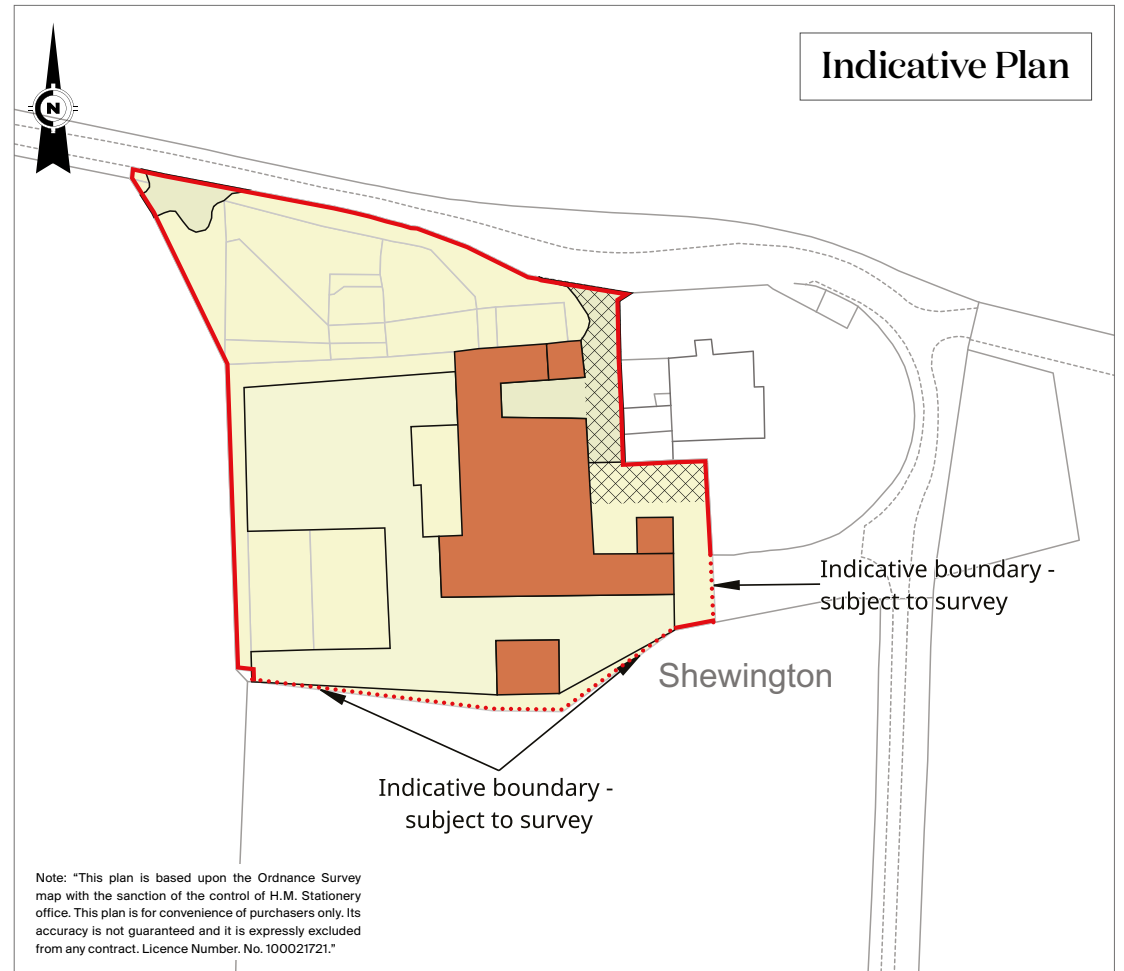 Indicative Plan
N
Indicative boundary -
subject to survey
Shewington
Indicative boundary -
subject to survey
Note: “This plan is based upon the Ordnance Survey
map with the sanction of the control of H.M. Stationery
office. This plan is for convenience of purchasers only. Its
accuracy is not guaranteed and it is expressly excluded
from any contract. Licence Number. No. 100021721.”